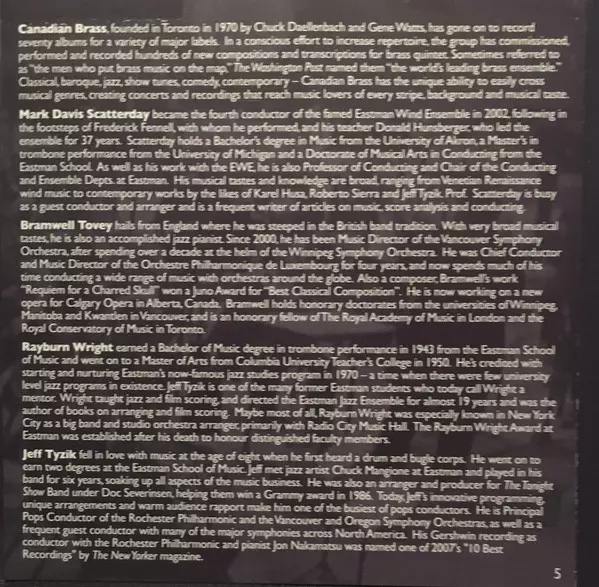 Canadian Brass, founded in Toronto in 1970 by Chuck Daellenbach and Gene Watts, has gone on to record
seventy albums for a variety of major labels. In a conscious effort to increase repertoire, the group has commissioned,
performed and recorded hundreds of new compositions and transcriptions for brass quintet. Sometimes referred to
as "the men who put brass music on the map," The Washington Post named them "the world's leading brass ensemble."
Classical, baroque, jazz, show tunes, comedy, contemporary – Canadian Brass has the unique ability to easily cross
musical genres, creating concerts and recordings that reach music lovers of every stripe, background and musical taste.
Mark Davis Scatterday became the fourth conductor of the famed Eastman Wind Ensemble in 2002, following in
the footsteps of Frederick Fennell, with whom he performed, and his teacher Donald Hunsberger, who led the
ensemble for 37 years. Scatterday holds a Bachelor's degree in Music from the University of Akron, a Master's in
trombone performance from the University of Michigan and a Doctorate of Musical Arts in Conducting from the
Eastman School. As well as his work with the EWE, he is also Professor of Conducting and Chair of the Conducting
and Ensemble Depts. at Eastman. His musical tastes and knowledge are broad, ranging from Venetian Renaissance
wind music to contemporary works by the likes of Karel Husa, Roberto Sierra and Jeff Tyzik. Prof. Scatterday is busy
as a guest conductor and arranger and is a frequent writer of articles on music, score analysis and conducting.
Bramwell Tovey hails from England where he was steeped in the British band tradition. With very broad musical
tastes, he is also an accomplished jazz pianist. Since 2000, he has been Music Director of the Vancouver Symphony
Orchestra, after spending over a decade at the helm of the Winnipeg Symphony Orchestra. He was Chief Conductor
and Music Director of the Orchestre Philharmonique de Luxembourg for four years, and now spends much of his
time conducting a wide range of music with orchestras around the globe. Also a composer, Bramwell's work
"Requiem for a Charred Skull" won a Juno Award for "Best Classical Composition". He is now working on a new
opera for Calgary Opera in Alberta, Canada. Bramwell holds honorary doctorates from the universities of Winnipeg,
Manitoba and Kwantlen in Vancouver, and is an honorary fellow of The Royal Academy of Music in London and the
Royal Conservatory of Music in Toronto.
Rayburn Wright earned a Bachelor of Music degree in trombone performance in 1943 from the Eastman School
of Music and went on to a Master of Arts from Columbia University Teacher's College in 1950. He's credited with
starting and nurturing Eastman's now-famous jazz studies program in 1970 – a time when there were few university
level jazz programs in existence. Jeff Tyzik is one of the many former Eastman students who today call Wright a
mentor. Wright taught jazz and film scoring, and directed the Eastman Jazz Ensemble for almost 19 years and was the
author of books on arranging and film scoring. Maybe most of all, Rayburn Wright was especially known in New York
City as a big band and studio orchestra arranger, primarily with Radio City Music Hall. The Rayburn Wright Award at
Eastman was established after his death to honour distinguished faculty members.
Jeff Tyzik fell in love with music at the age of eight when he first heard a drum and bugle corps. He went on to
earn two degrees at the Eastman School of Music. Jeff met jazz artist Chuck Mangione at Eastman and played in his
band for six years, soaking up all aspects of the music business. He was also an arranger and producer for The Tonight
Show Band under Doc Severinsen, helping them win a Grammy award in 1986. Today, Jeff's innovative programming,
unique arrangements and warm audience rapport make him one of the busiest of pops conductors. He is Principal
Pops Conductor of the Rochester Philharmonic and the Vancouver and Oregon Symphony Orchestras, as well as a
frequent guest conductor with many of the major symphonies across North America. His Gershwin recording as
conductor with the Rochester Philharmonic and pianist Jon Nakamatsu was named one of 2007's "10 Best
Recordings" by The New Yorker magazine.
5